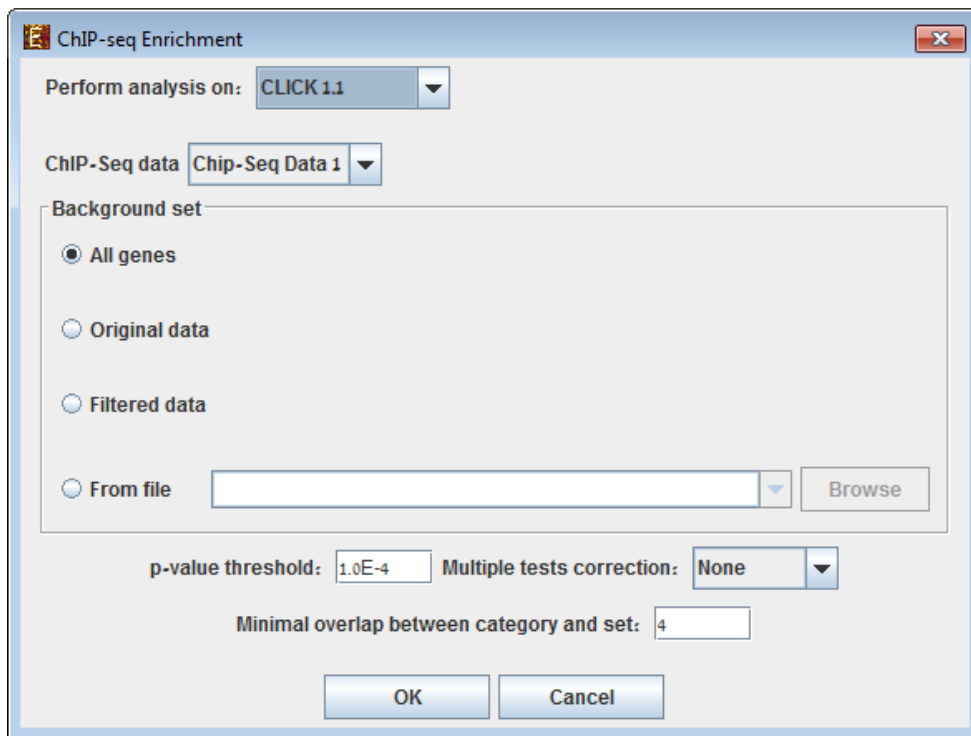 ChIP-seq Enrichment
Perform analysis on: CLICK 1.1
ChIP-Seq data Chip-Seq Data 1
Background set
All genes
Original data
Filtered data
From file Browse
p-value threshold: 1.0E-4 Multiple tests correction: None
Minimal overlap between category and set: 4
OK Cancel